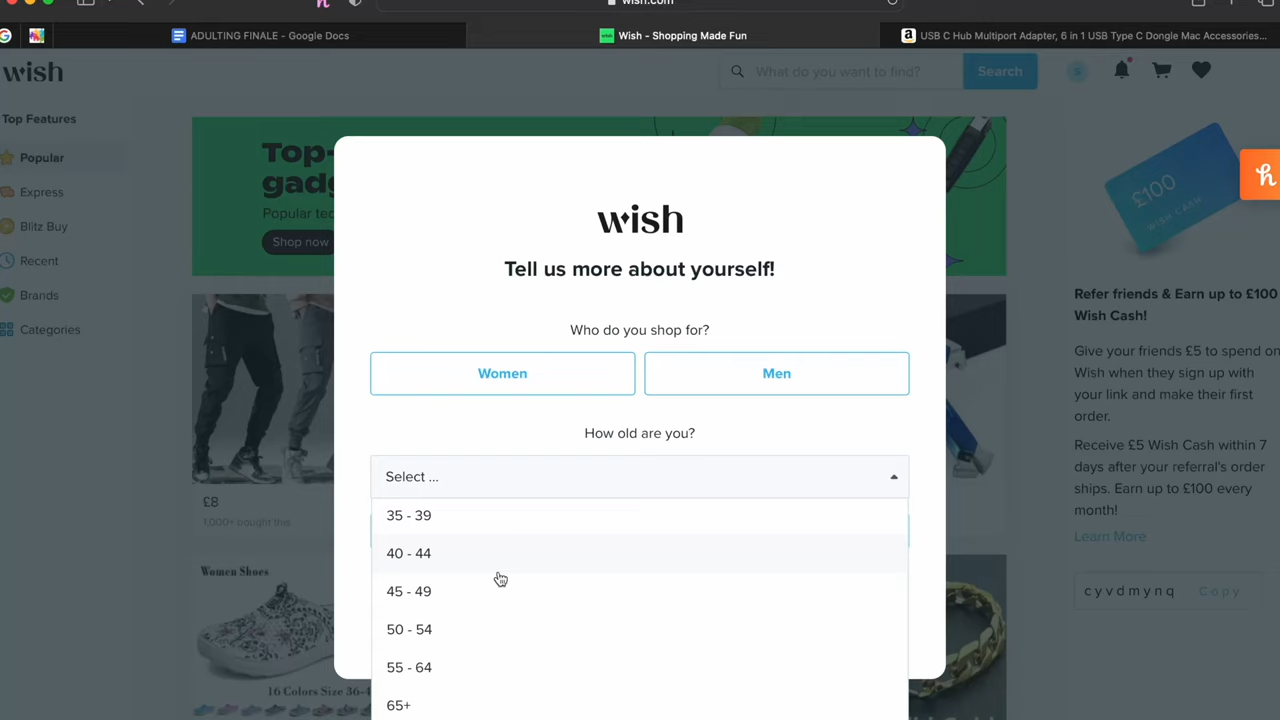 wish.com
ADULTING FINALE - Google Docs
Wish - Shopping Made Fun
USB C Hub Multiport Adapter, 6 in 1 USB Type C Dongle Mac Accessories...
wish
What do you want to find?
Search
S
Top Features
Popular
Express
Blitz Buy
Recent
Brands
Categories
Top-
gadg
Popular tec
Shop now
£8
1,000+ bought this
Women Shoes
16 Colors Size 36-4
wish
Tell us more about yourself!
Who do you shop for?
Women
Men
How old are you?
Select ...
35 - 39
40 - 44
45 - 49
50 - 54
55 - 64
65+
£100
WISH CASH
Refer friends & Earn up to £100
Wish Cash!
Give your friends £5 to spend on
Wish when they sign up with
your link and make their first
order.
Receive £5 Wish Cash within 7
days after your referral's order
ships. Earn up to £100 every
month!
Learn More
cyvdmynq
Copy